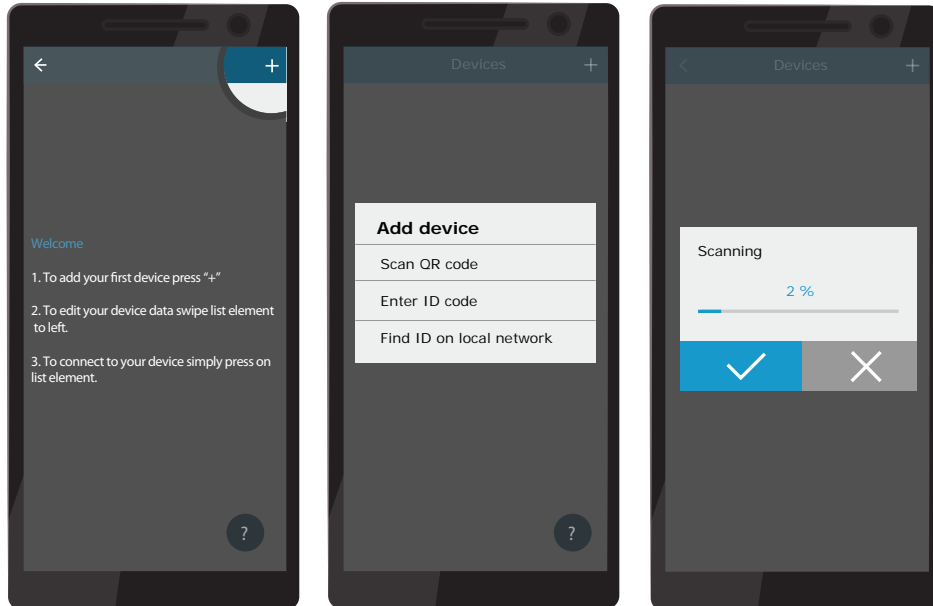 Welcome
1. To add your first device press “+”
2. To edit your device data swipe list element
to left.
3. To connect to your device simply press on
list element.
?
Devices
Add device
Scan QR code
Enter ID code
Find ID on local network
?
Devices
Scanning
2 %